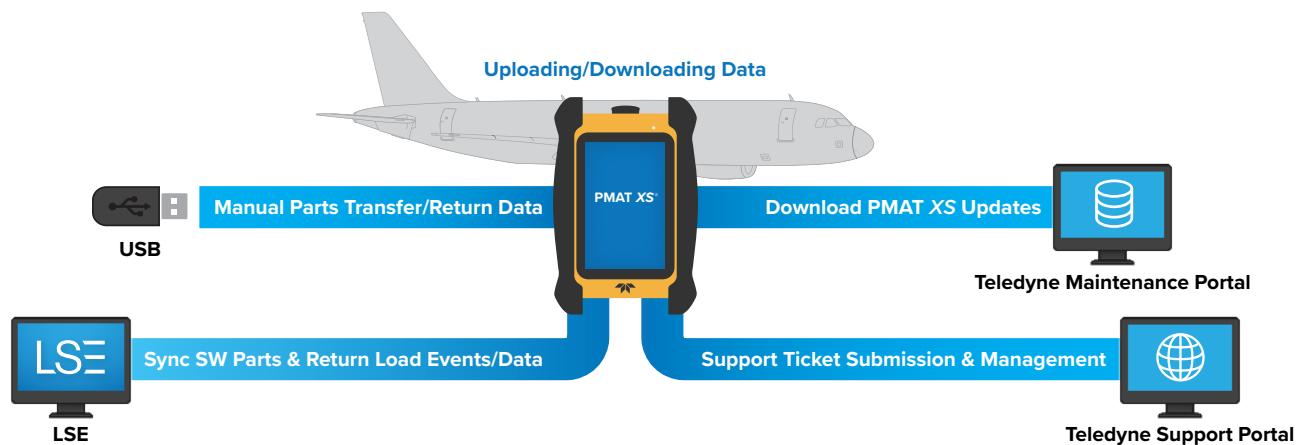 Uploading/Downloading Data
PMAT XS®
Manual Parts Transfer/Return Data
USB
Download PMAT XS Updates
Teledyne Maintenance Portal
LSE
Sync SW Parts & Return Load Events/Data
LSE
Support Ticket Submission & Management
Teledyne Support Portal